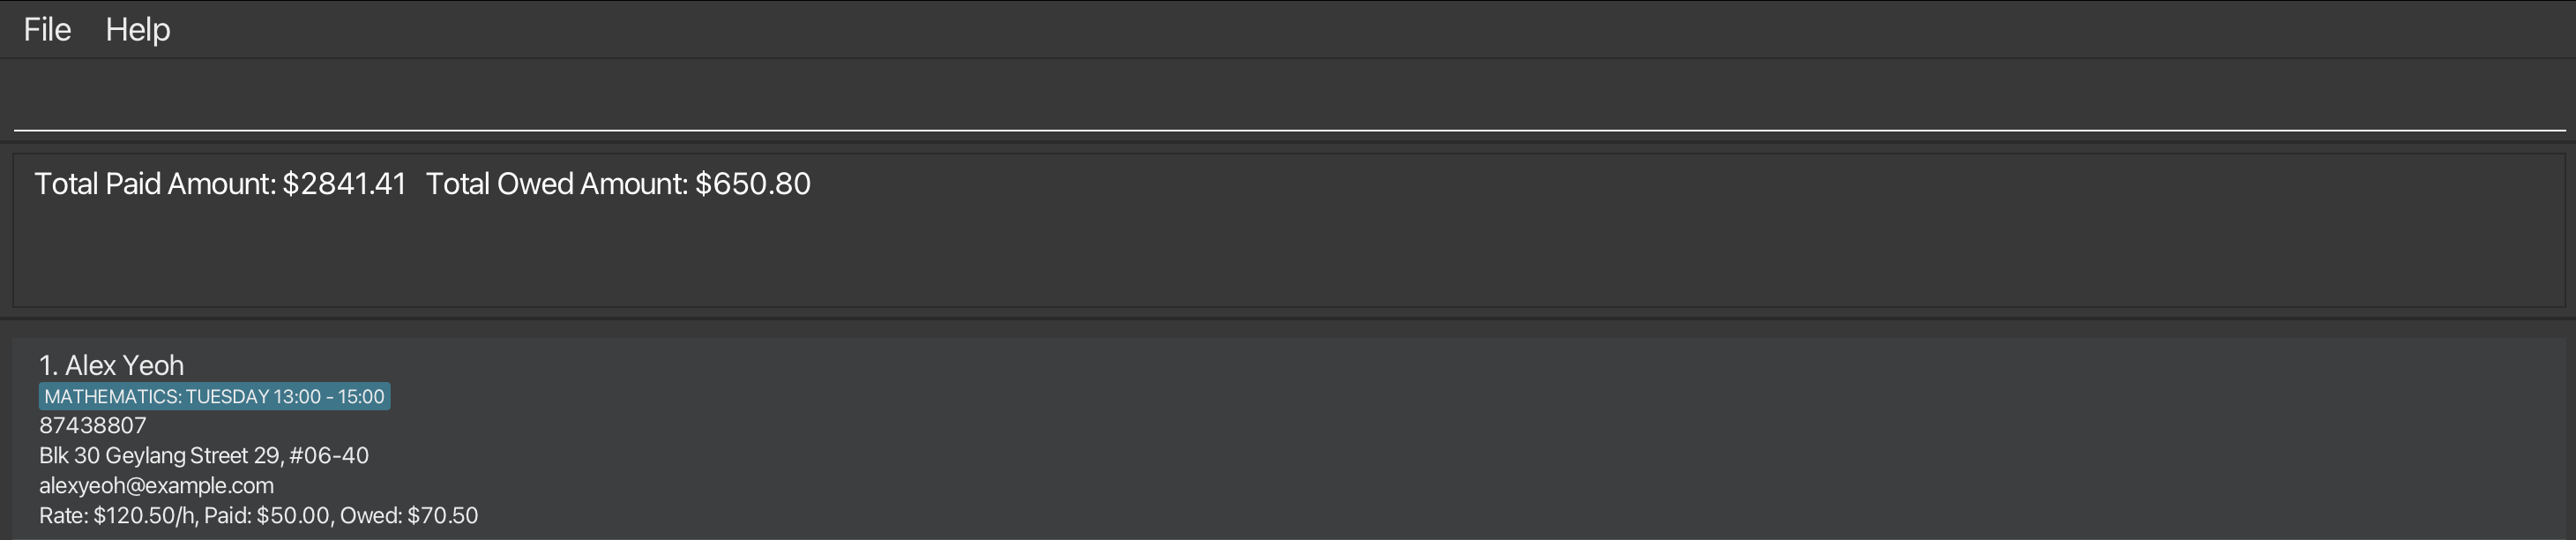 File Help
Total Paid Amount: $2841.41 Total Owed Amount: $650.80
1. Alex Yeoh
MATHEMATICS: TUESDAY 13:00 - 15:00
87438807
Blk 30 Geylang Street 29, #06-40
alexyeoh@example.com
Rate: $120.50/h, Paid: $50.00, Owed: $70.50